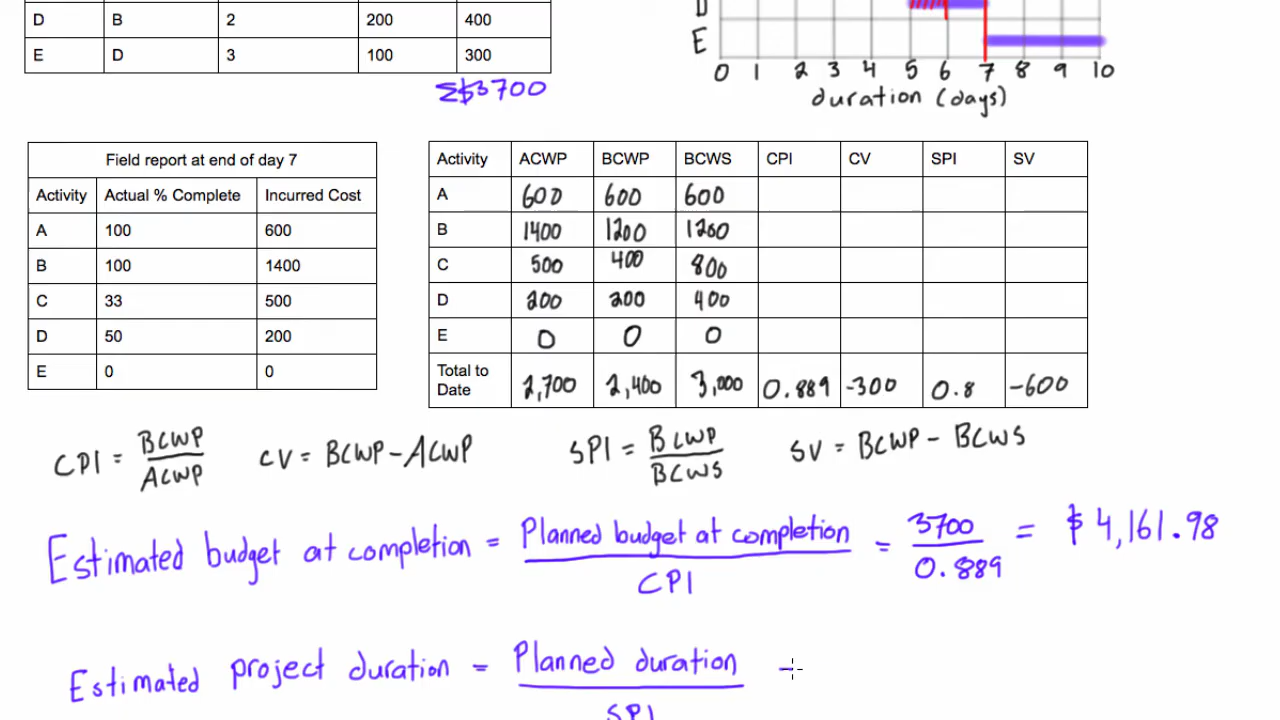 D B 2 200 400
E D 3 100 300
Σ$3700
D
E
0 1 2 3 4 5 6 7 8 9 10
duration (days)
Field report at end of day 7
Activity Actual % Complete Incurred Cost
A 100 600
B 100 1400
C 33 500
D 50 200
E 0 0
Activity ACWP BCWP BCWS CPI CV SPI SV
A 600 600 600
B 1400 1200 1200
C 500 400 800
D 200 200 400
E 0 0 0
Total to Date 2,700 2,400 3,000 0.889 -300 0.8 -600
CPI = BCWP / ACWP CV = BCWP - ACWP SPI = BCWP / BCWS SV = BCWP - BCWS
Estimated budget at completion = Planned budget at completion / CPI = 3700 / 0.889 = $4,161.98
Estimated project duration = Planned duration / SPI =